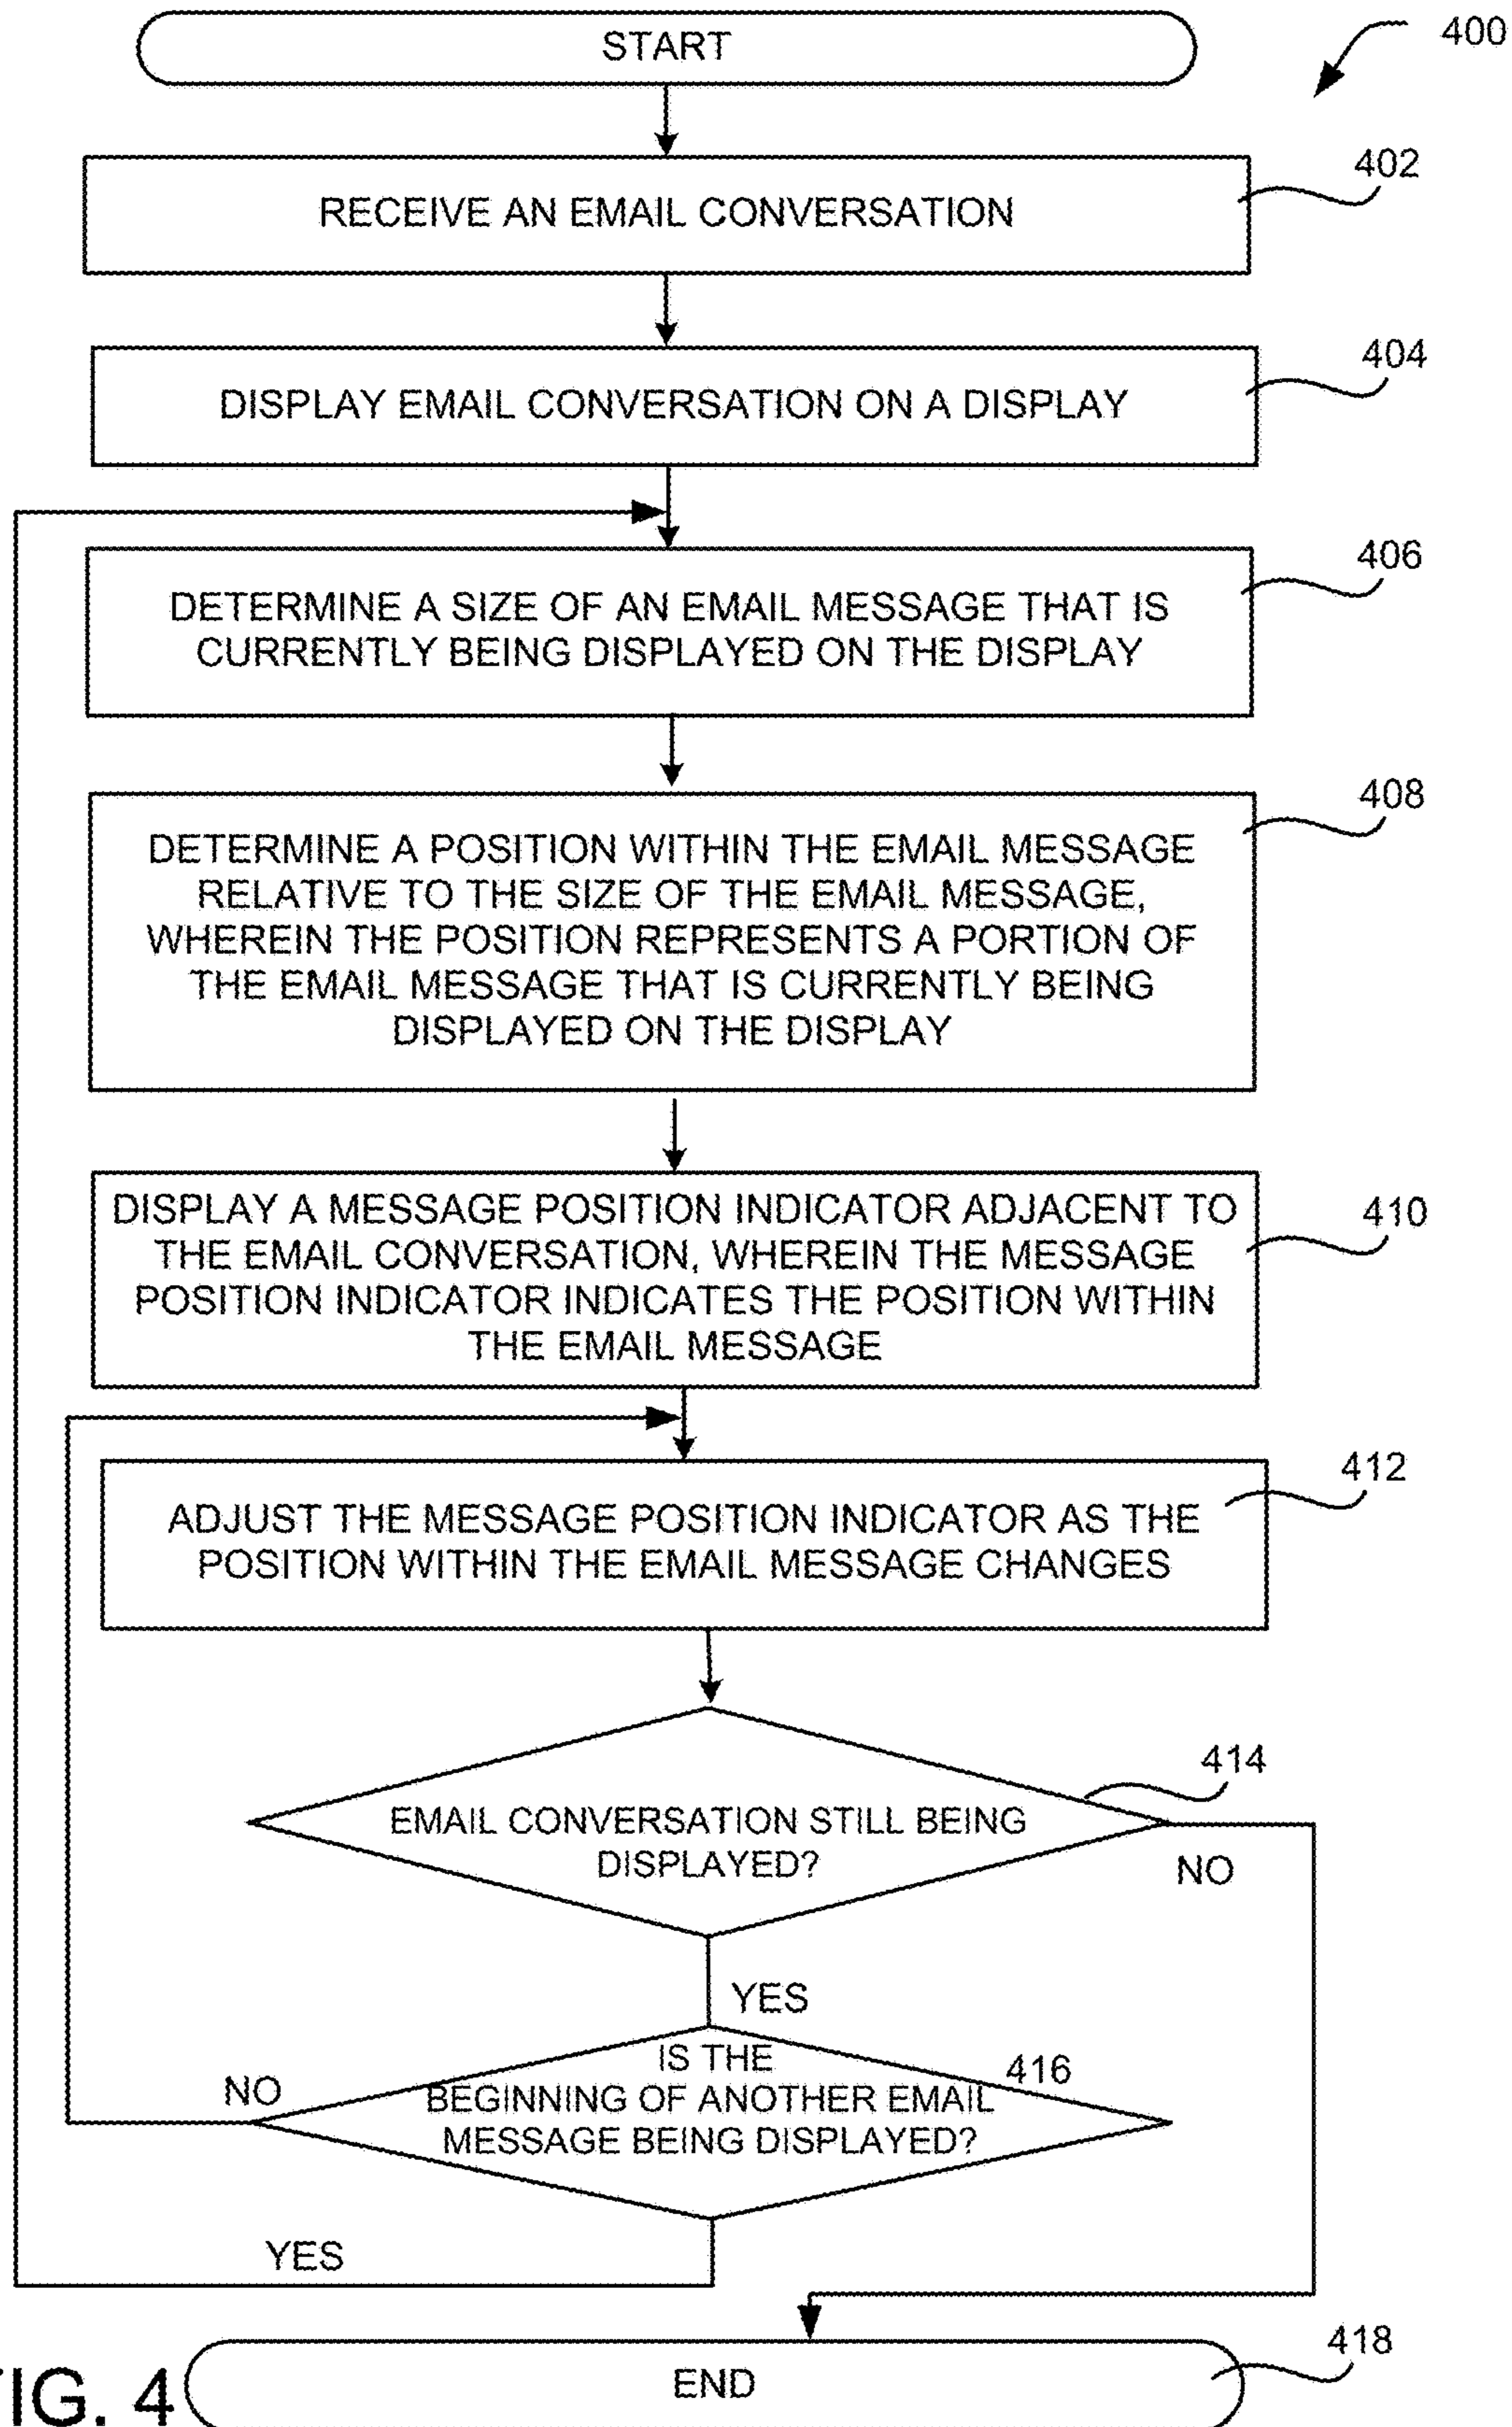 START
400
RECEIVE AN EMAIL CONVERSATION
402
DISPLAY EMAIL CONVERSATION ON A DISPLAY
404
DETERMINE A SIZE OF AN EMAIL MESSAGE THAT IS
CURRENTLY BEING DISPLAYED ON THE DISPLAY
406
DETERMINE A POSITION WITHIN THE EMAIL MESSAGE
RELATIVE TO THE SIZE OF THE EMAIL MESSAGE,
WHEREIN THE POSITION REPRESENTS A PORTION OF
THE EMAIL MESSAGE THAT IS CURRENTLY BEING
DISPLAYED ON THE DISPLAY
408
DISPLAY A MESSAGE POSITION INDICATOR ADJACENT TO
THE EMAIL CONVERSATION, WHEREIN THE MESSAGE
POSITION INDICATOR INDICATES THE POSITION WITHIN
THE EMAIL MESSAGE
410
ADJUST THE MESSAGE POSITION INDICATOR AS THE
POSITION WITHIN THE EMAIL MESSAGE CHANGES
412
EMAIL CONVERSATION STILL BEING
DISPLAYED?
414
NO
YES
IS THE
BEGINNING OF ANOTHER EMAIL
MESSAGE BEING DISPLAYED?
416
NO
YES
END
418
IG. 4